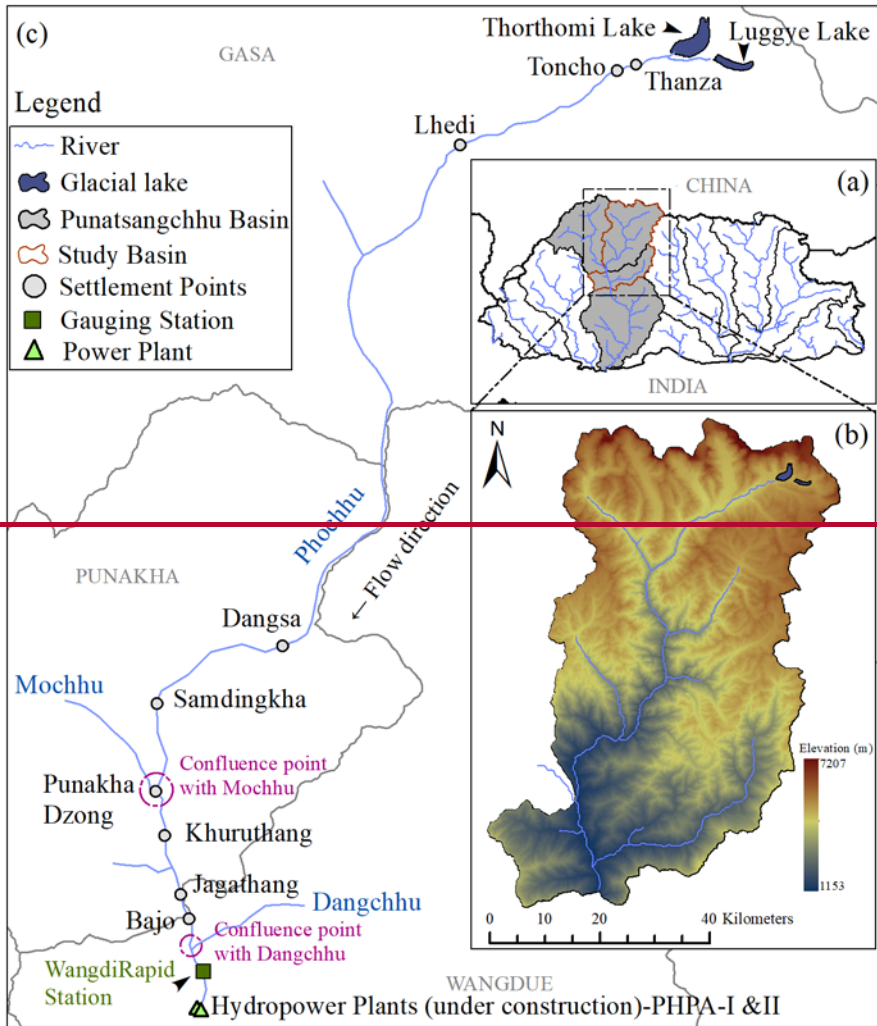 (c)
GASA
Thorthomi Lake
Luggye Lake
Toncho
Thanza
Lhedi
Legend
River
Glacial lake
Punatsangchhu Basin
Study Basin
Settlement Points
Gauging Station
Power Plant
(a)
CHINA
INDIA
(b)
N
Elevation (m)
7207
1153
0 10 20 40 Kilometers
Phochhu
← Flow direction
PUNAKHA
Dangsa
Mochhu
Samdingkha
Confluence point
with Mochhu
Punakha
Dzong
Khuruthang
Jagathang
Bajo
Dangchhu
Confluence point
with Dangchhu
WangdiRapid
Station
WANGDUE
Hydropower Plants (under construction)-PHPA-I &II